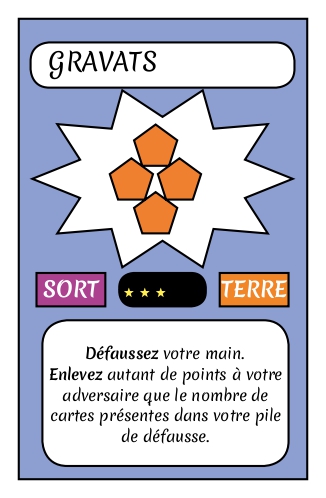 GRAVATS
SORT
TERRE
Défaussez votre main.
Enlevez autant de points à votre
adversaire que le nombre de
cartes présentes dans votre pile
de défausse.